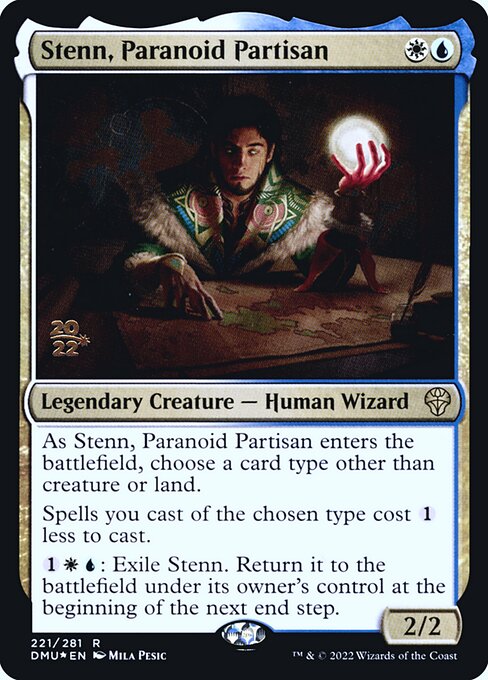 Stenn, Paranoid Partisan
20
22
Legendary Creature — Human Wizard
As Stenn, Paranoid Partisan enters the
battlefield, choose a card type other than
creature or land.
Spells you cast of the chosen type cost 1
less to cast.
1: Exile Stenn. Return it to the
battlefield under its owner's control at the
beginning of the next end step.
2/2
221/281 R
DMU★EN Mila Pesic
™ & © 2022 Wizards of the Coast